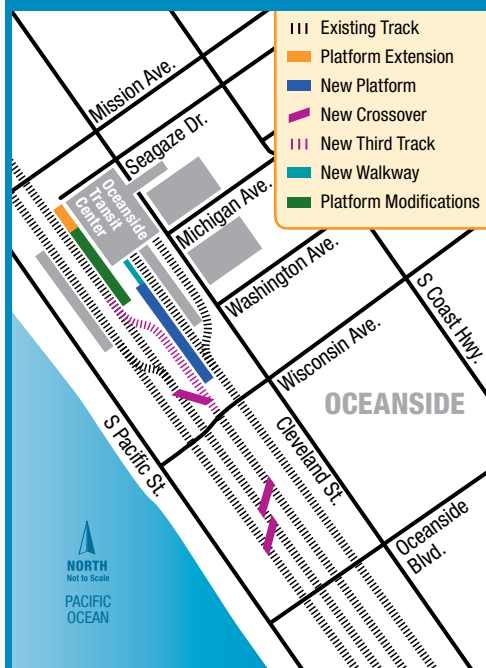 Existing Track
Platform Extension
New Platform
New Crossover
New Third Track
New Walkway
Platform Modifications
Mission Ave.
Seagaze Dr.
Oceanside
Transit
Center
Michigan Ave.
Washington Ave.
S Coast Hwy.
Wisconsin Ave.
OCEANSIDE
S Pacific St.
Cleveland St.
Oceanside
Blvd.
NORTH
Not to Scale
PACIFIC
OCEAN